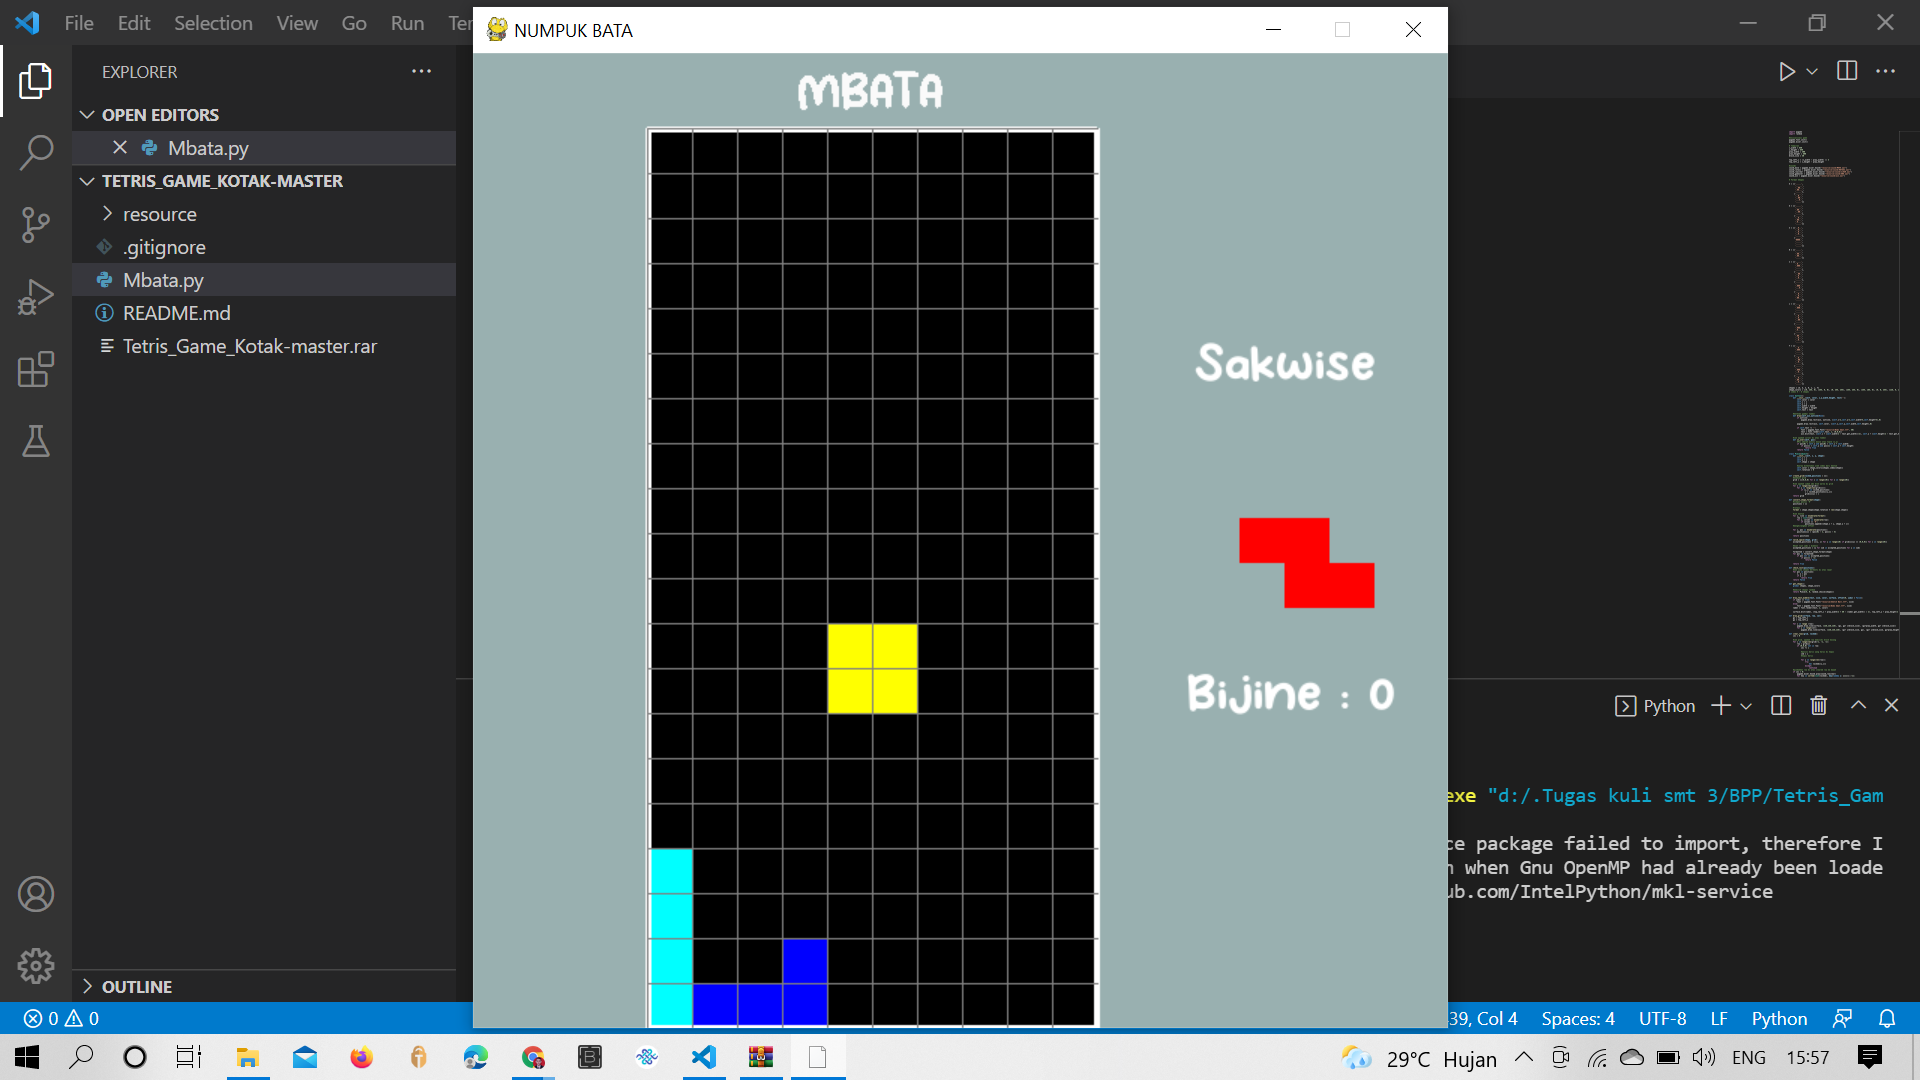 File Edit Selection View Go Run Ter
NUMPUK BATA
EXPLORER
OPEN EDITORS
Mbata.py
TETRIS_GAME_KOTAK-MASTER
resource
.gitignore
Mbata.py
README.md
Tetris_Game_Kotak-master.rar
OUTLINE
MBATA
Sakwise
Bijine : 0
Python
exe "d:/.Tugas kuli smt 3/BPP/Tetris_Gam
ce package failed to import, therefore I
when Gnu OpenMP had already been loade
ub.com/IntelPython/mkl-service
0 0
39, Col 4 Spaces: 4 UTF-8 LF Python
29°C Hujan ENG 15:57